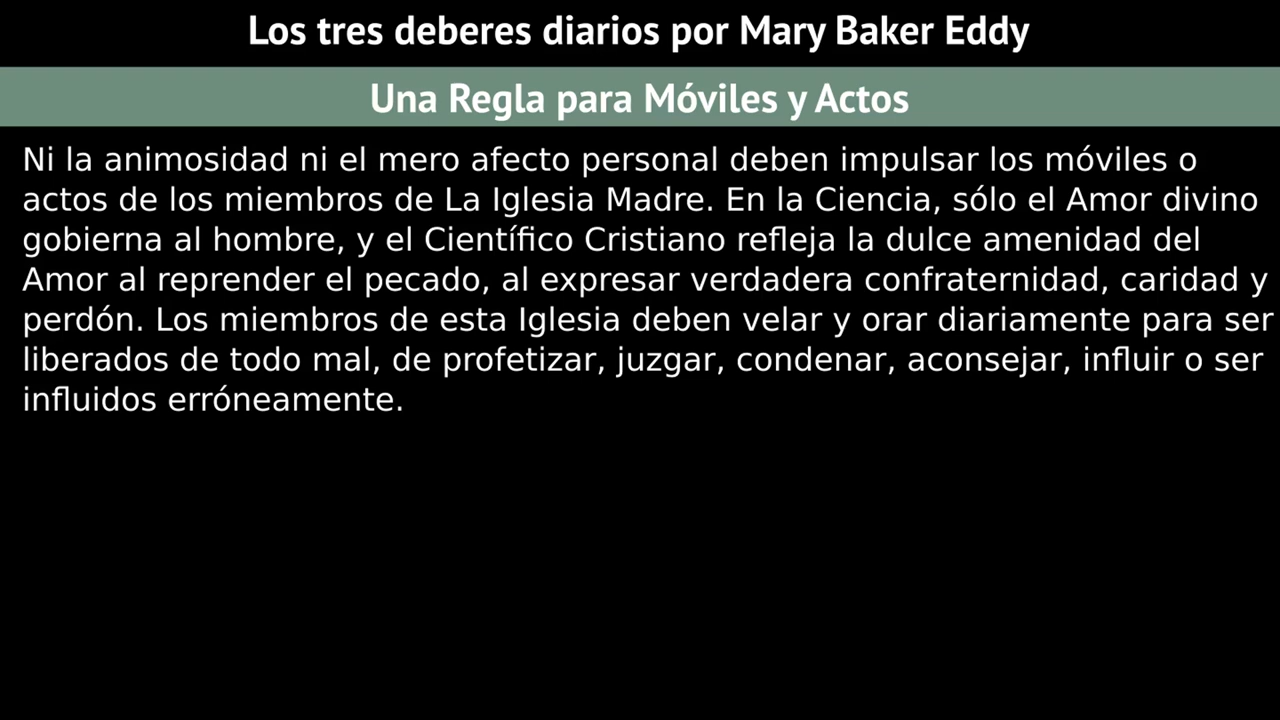 Los tres deberes diarios por Mary Baker Eddy
Una Regla para Móviles y Actos
Ni la animosidad ni el mero afecto personal deben impulsar los móviles o
actos de los miembros de La Iglesia Madre. En la Ciencia, sólo el Amor divino
gobierna al hombre, y el Científico Cristiano refleja la dulce amenidad del
Amor al reprender el pecado, al expresar verdadera confraternidad, caridad y
perdón. Los miembros de esta Iglesia deben velar y orar diariamente para ser
liberados de todo mal, de profetizar, juzgar, condenar, aconsejar, influir o ser
influidos erróneamente.